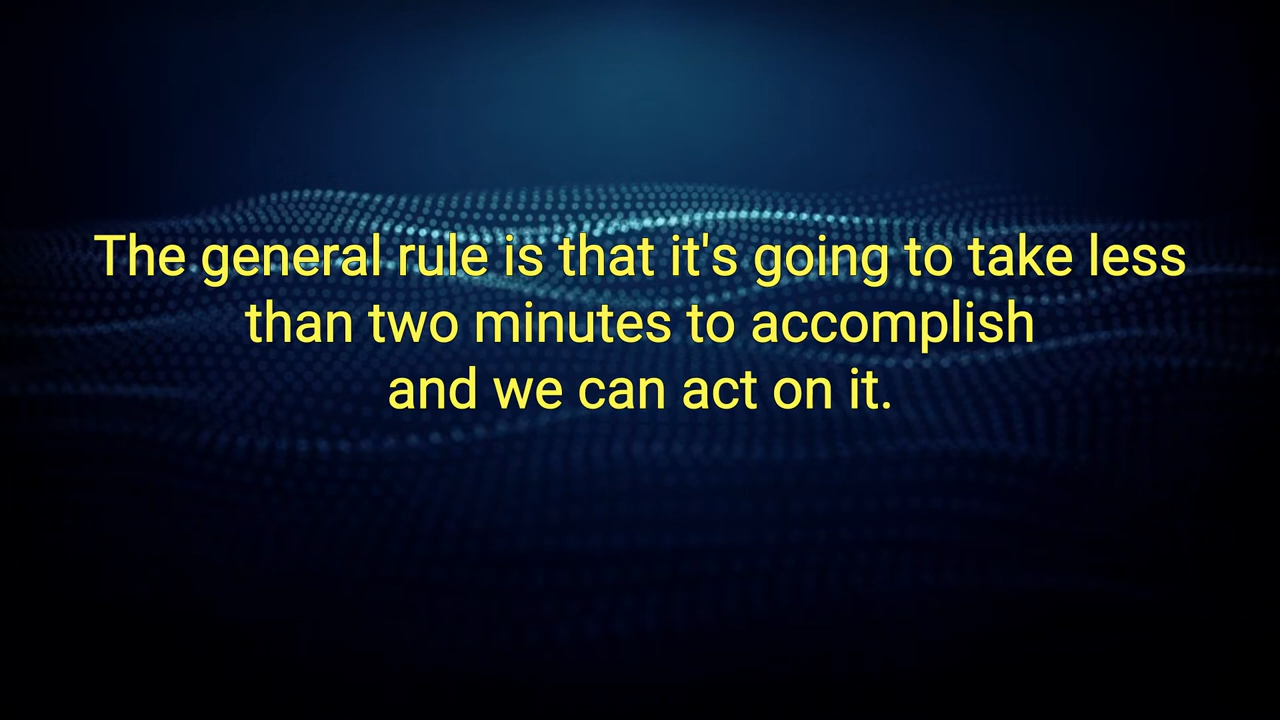 The general rule is that it's going to take less
than two minutes to accomplish
and we can act on it.